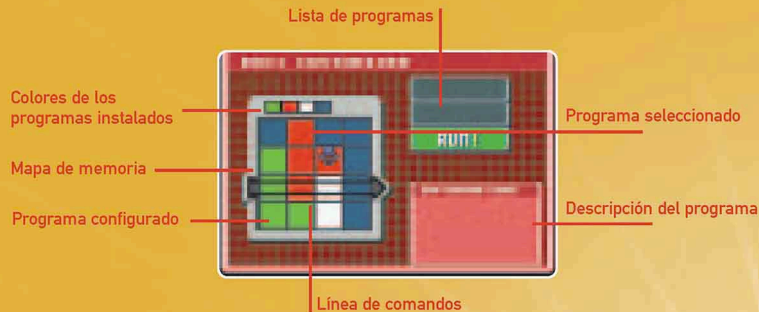 Lista de programas
Colores de los
programas instalados
Programa seleccionado
RUN!
Mapa de memoria
Programa configurado
Descripción del programa
Línea de comandos